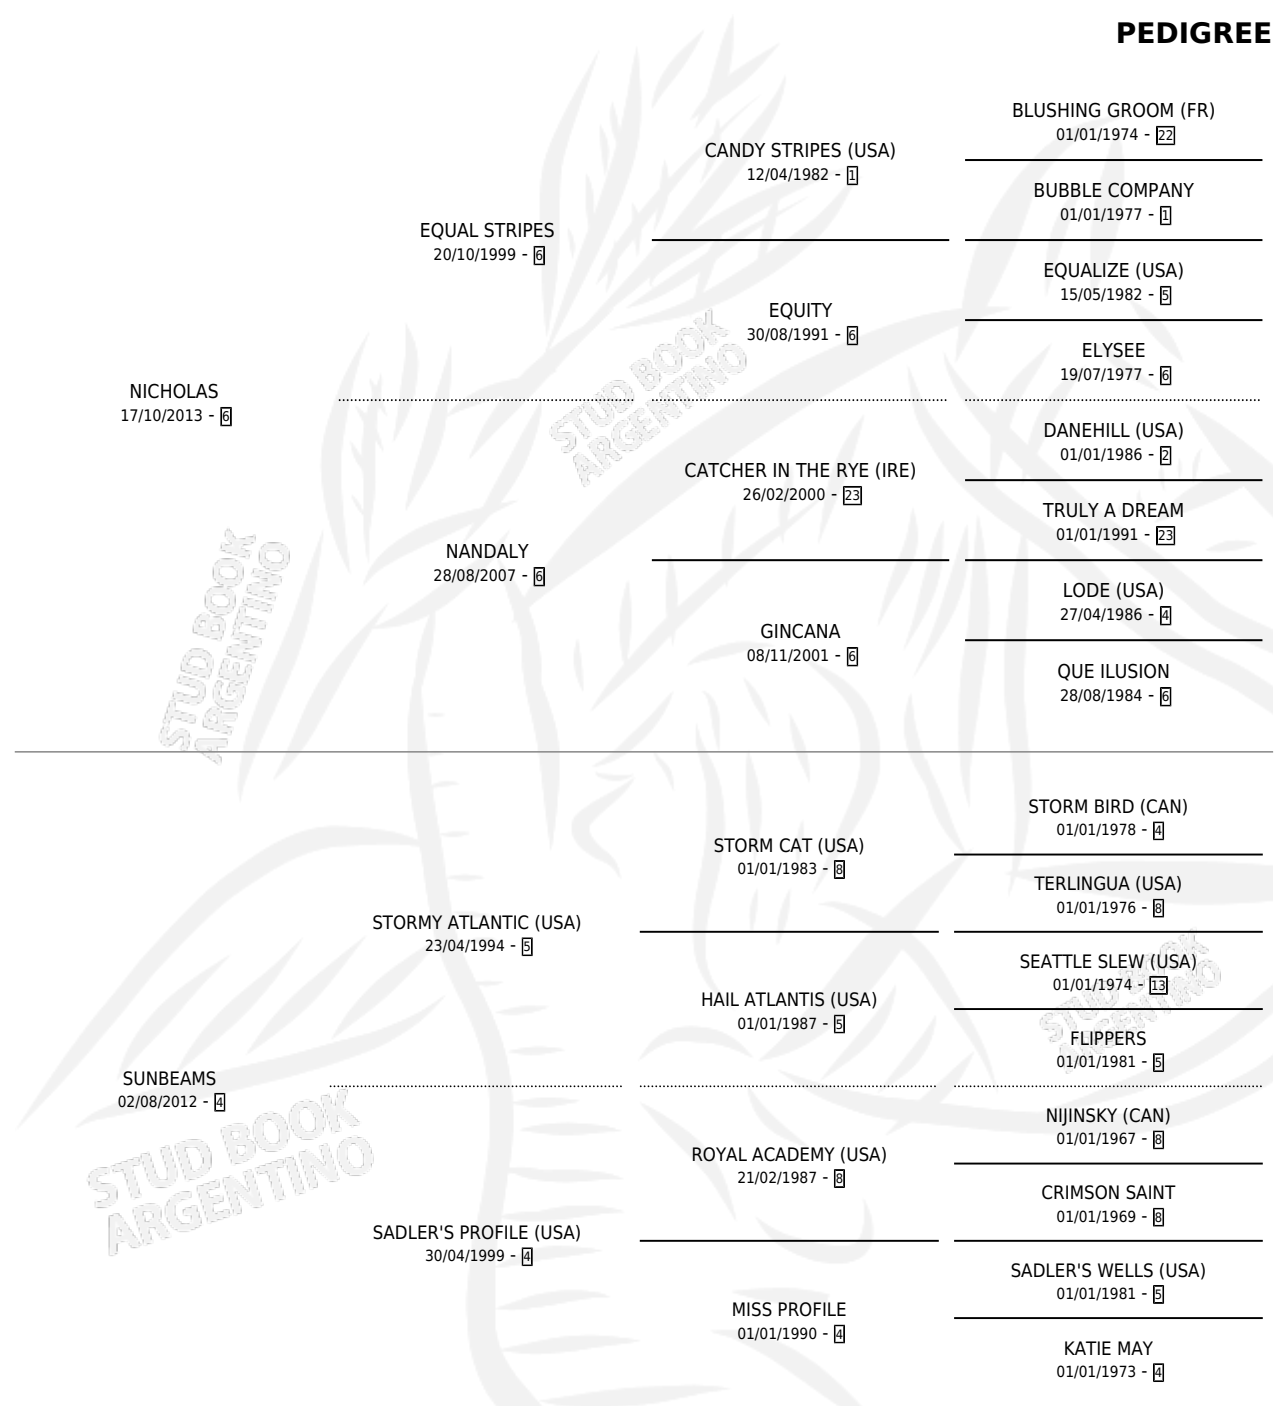 PEDIGREE
BLUSHING GROOM (FR)
01/01/1974 - 22
CANDY STRIPES (USA)
12/04/1982 - 1
BUBBLE COMPANY
01/01/1977 - 1
EQUAL STRIPES
20/10/1999 - 6
EQUALIZE (USA)
15/05/1982 - 5
EQUITY
30/08/1991 - 6
ELYSEE
19/07/1977 - 6
NICHOLAS
17/10/2013 - 6
DANEHILL (USA)
01/01/1986 - 2
CATCHER IN THE RYE (IRE)
26/02/2000 - 23
TRULY A DREAM
01/01/1991 - 23
NANDALY
28/08/2007 - 6
LODE (USA)
27/04/1986 - 4
GINCANA
08/11/2001 - 6
QUE ILUSION
28/08/1984 - 6
STORM BIRD (CAN)
01/01/1978 - 4
STORM CAT (USA)
01/01/1983 - 8
TERLINGUA (USA)
01/01/1976 - 8
STORMY ATLANTIC (USA)
23/04/1994 - 5
SEATTLE SLEW (USA)
01/01/1974 - 13
HAIL ATLANTIS (USA)
01/01/1987 - 5
FLIPPERS
01/01/1981 - 5
SUNBEAMS
02/08/2012 - 4
NIJINSKY (CAN)
01/01/1967 - 8
ROYAL ACADEMY (USA)
21/02/1987 - 8
CRIMSON SAINT
01/01/1969 - 8
SADLER'S PROFILE (USA)
30/04/1999 - 4
SADLER'S WELLS (USA)
01/01/1981 - 5
MISS PROFILE
01/01/1990 - 4
KATIE MAY
01/01/1973 - 4
STUD BOOK
ARGENTINO
STUD BOOK
ARGENTINO
STUD BOOK
ARGENTINO
STUD BOOK
ARGENTINO